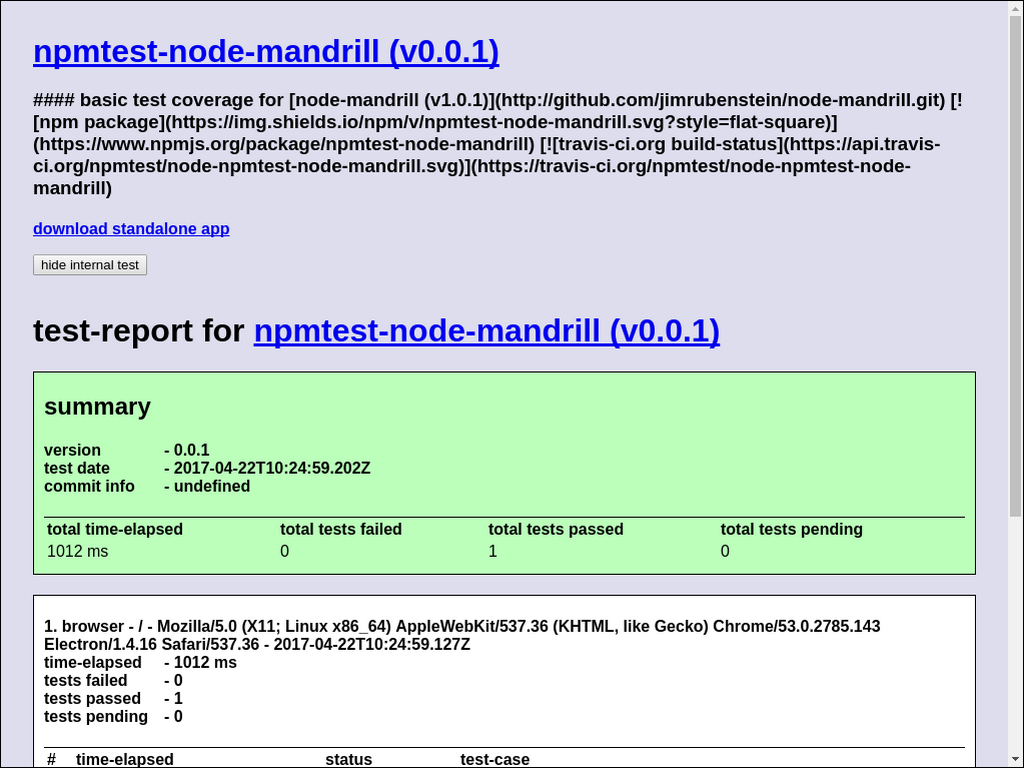 npmtest-node-mandrill (v0.0.1)
#### basic test coverage for [node-mandrill (v1.0.1)](http://github.com/jimrubenstein/node-mandrill.git) [!
[npm package](https://img.shields.io/npm/v/npmtest-node-mandrill.svg?style=flat-square)]
(https://www.npmjs.org/package/npmtest-node-mandrill) [![travis-ci.org build-status](https://api.travis-
ci.org/npmtest/node-npmtest-node-mandrill.svg)](https://travis-ci.org/npmtest/node-npmtest-node-
mandrill)
download standalone app
hide internal test
test-report for npmtest-node-mandrill (v0.0.1)
summary
version - 0.0.1
test date - 2017-04-22T10:24:59.202Z
commit info - undefined
total time-elapsed total tests failed total tests passed total tests pending
1012 ms 0 1 0
1. browser - / - Mozilla/5.0 (X11; Linux x86_64) AppleWebKit/537.36 (KHTML, like Gecko) Chrome/53.0.2785.143
Electron/1.4.16 Safari/537.36 - 2017-04-22T10:24:59.127Z
time-elapsed - 1012 ms
tests failed - 0
tests passed - 1
tests pending - 0
# time-elapsed status test-case